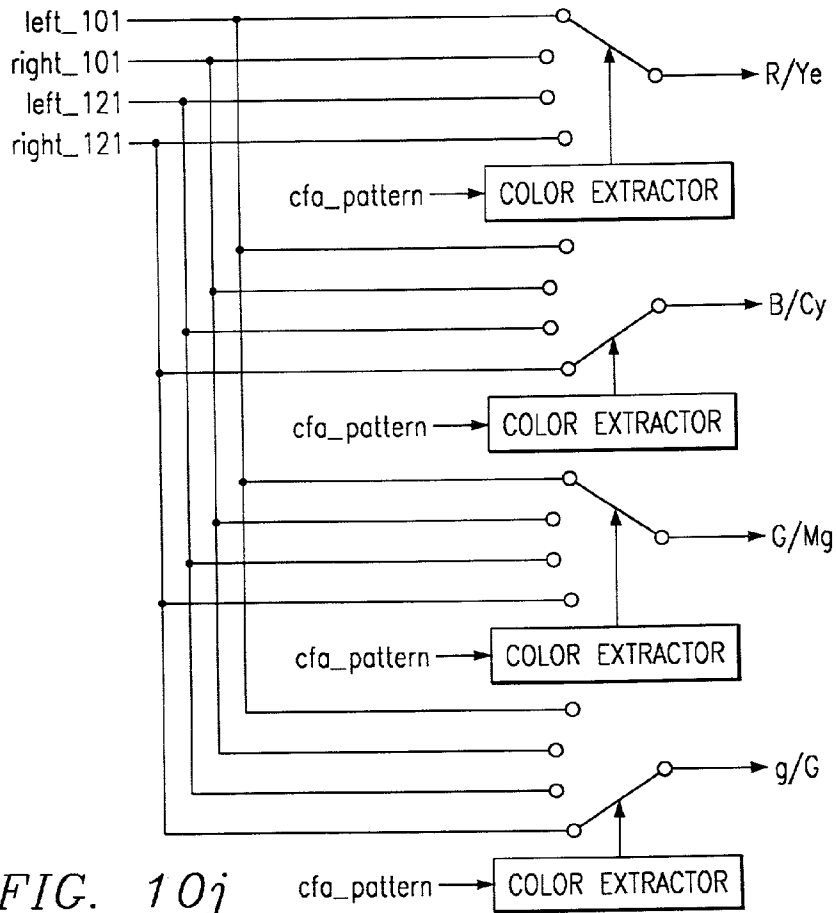 left_101
right_101
left_121
right_121
R/Ye
cfa_pattern
COLOR EXTRACTOR
B/Cy
cfa_pattern
COLOR EXTRACTOR
G/Mg
cfa_pattern
COLOR EXTRACTOR
g/G
cfa_pattern
COLOR EXTRACTOR
FIG. 10j